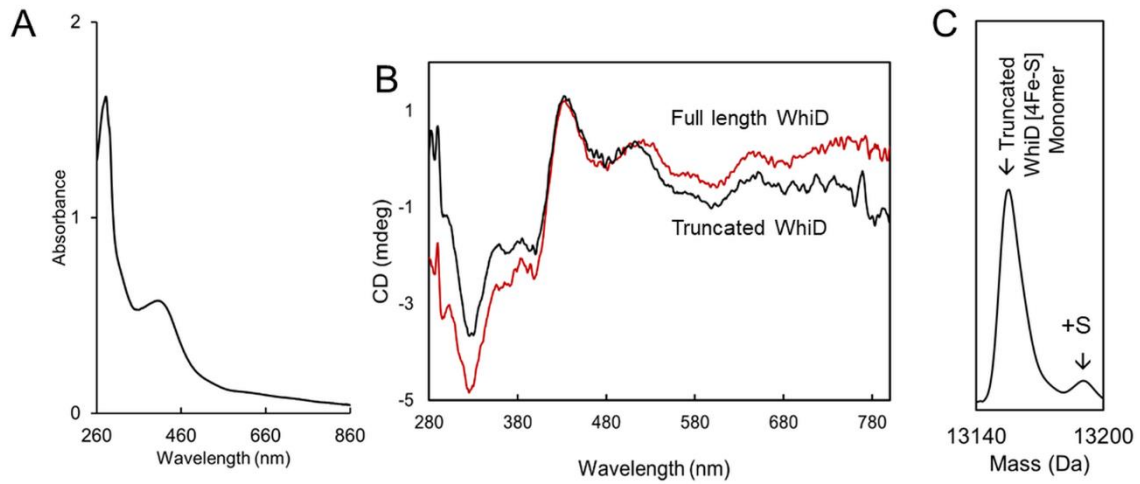 A
2
1
0
Absorbance
260 460 660 860
Wavelength (nm)
B
1
-1
-3
-5
CD (mdeg)
Full length WhiD
Truncated WhiD
280 380 480 580 680 780
Wavelength (nm)
C
← Truncated
WhiD [4Fe-S]
Monomer
+S
↓
13140 13200
Mass (Da)